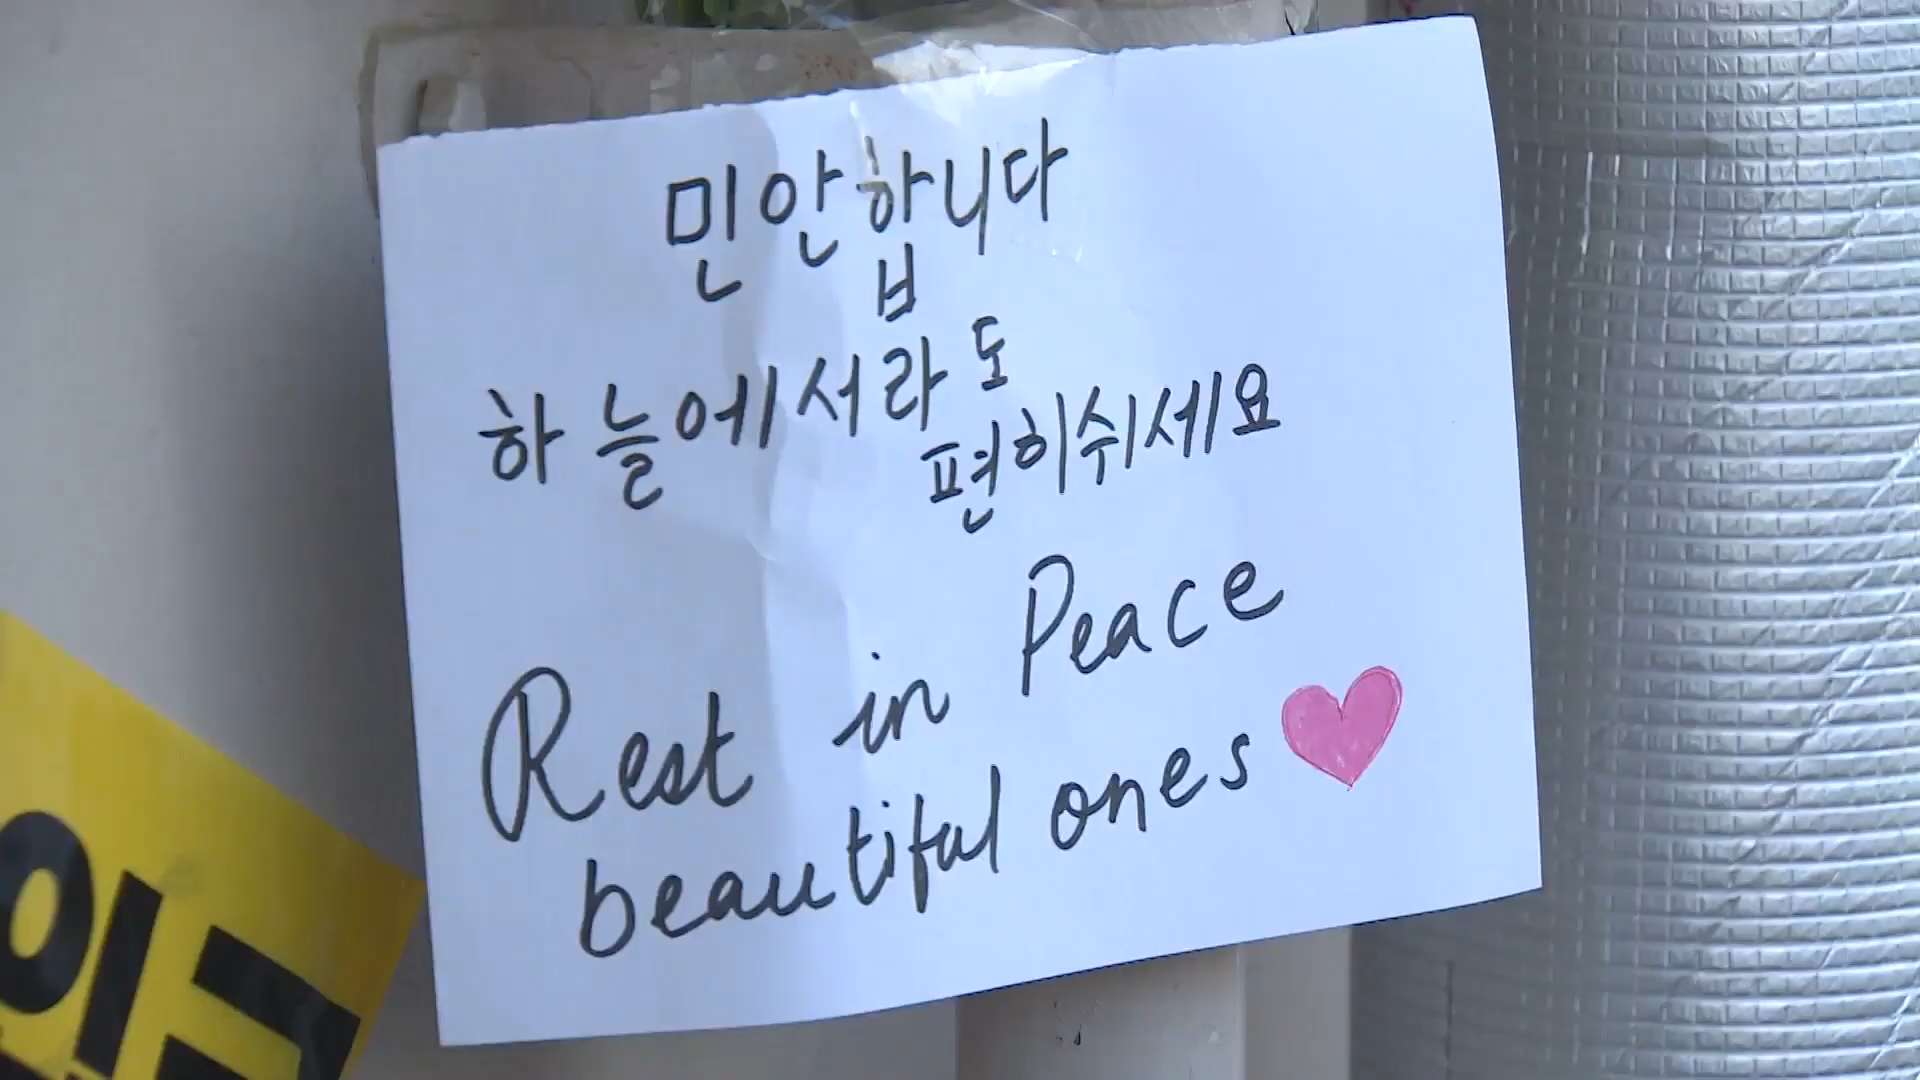 민안합니다
하늘에서라도
편히쉬세요
Rest in Peace
beautiful ones